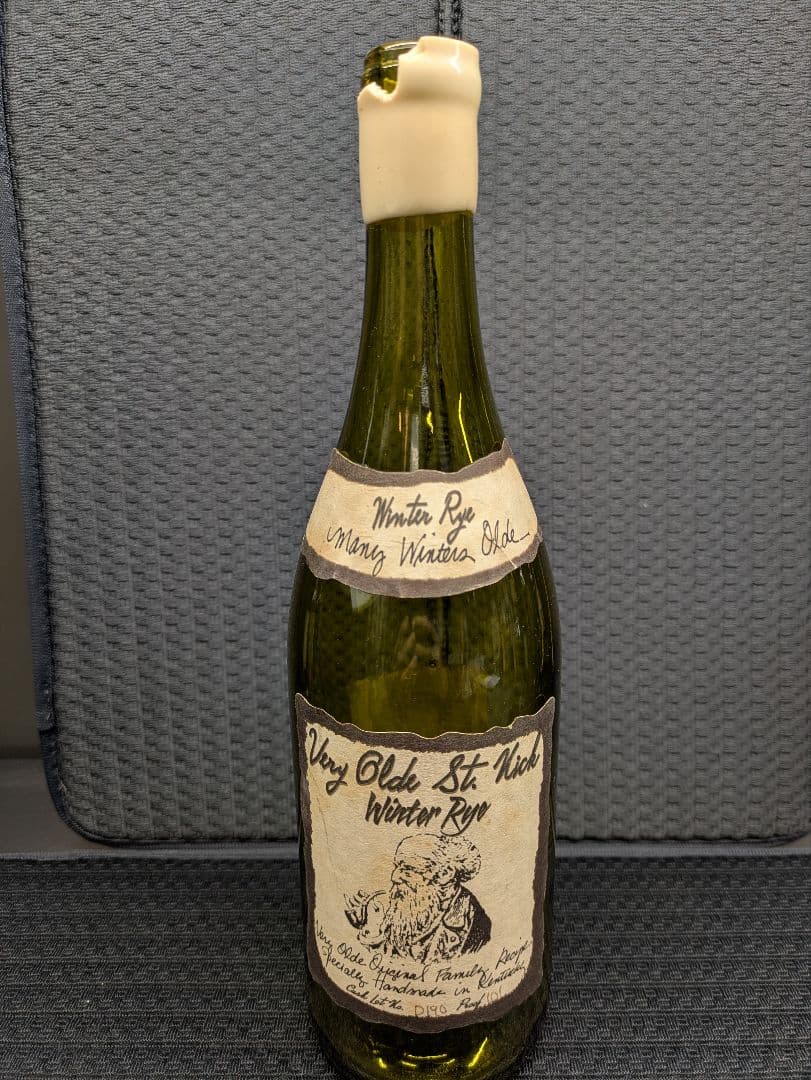 Winter Rye
Many Winters Olde
Very Olde St. Nick
Winter Rye
Very Olde Original Family Recipe
Specially Handmade in Kentucky
Cask Lot No. P190 Proof 101